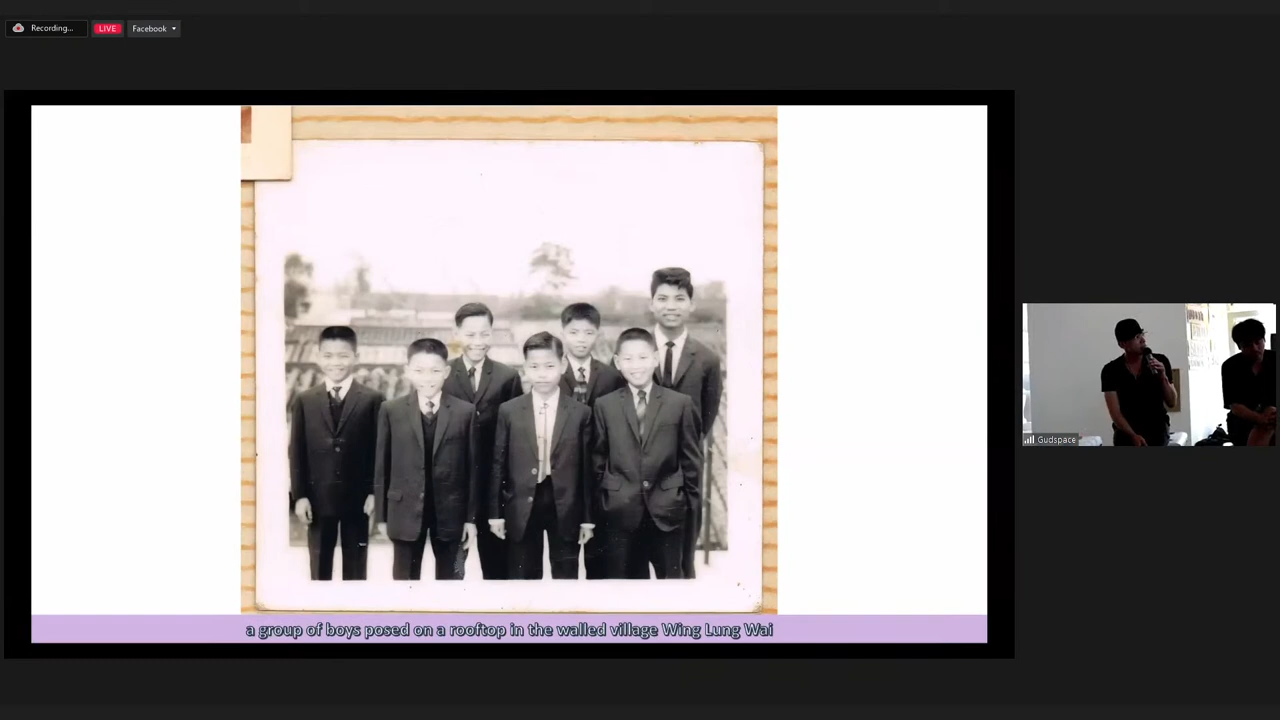 Recording...
LIVE
Facebook
Gudspace
a group of boys posed on a rooftop in the walled village Wing Lung Wai